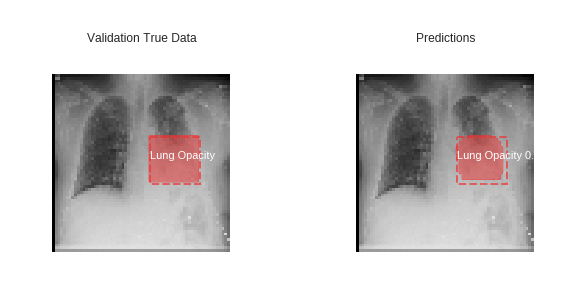 Validation True Data
Predictions
Lung Opacity
Lung Opacity 0.